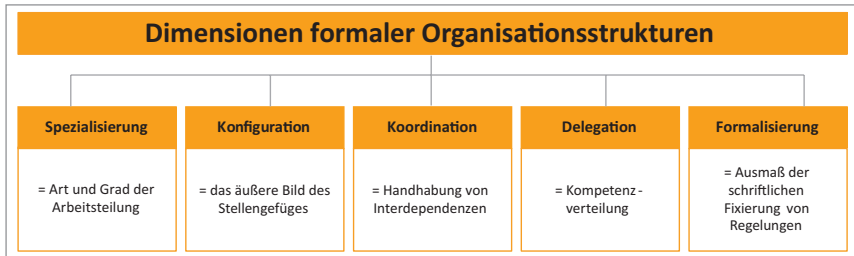 Dimensionen formaler Organisationsstrukturen
Spezialisierung
= Art und Grad der
Arbeitsteilung
Konfiguration
= das äußere Bild des
Stellengefüges
Koordination
= Handhabung von
Interdependenzen
Delegation
= Kompetenz-
verteilung
Formalisierung
= Ausmaß der
schriftlichen
Fixierung von
Regelungen